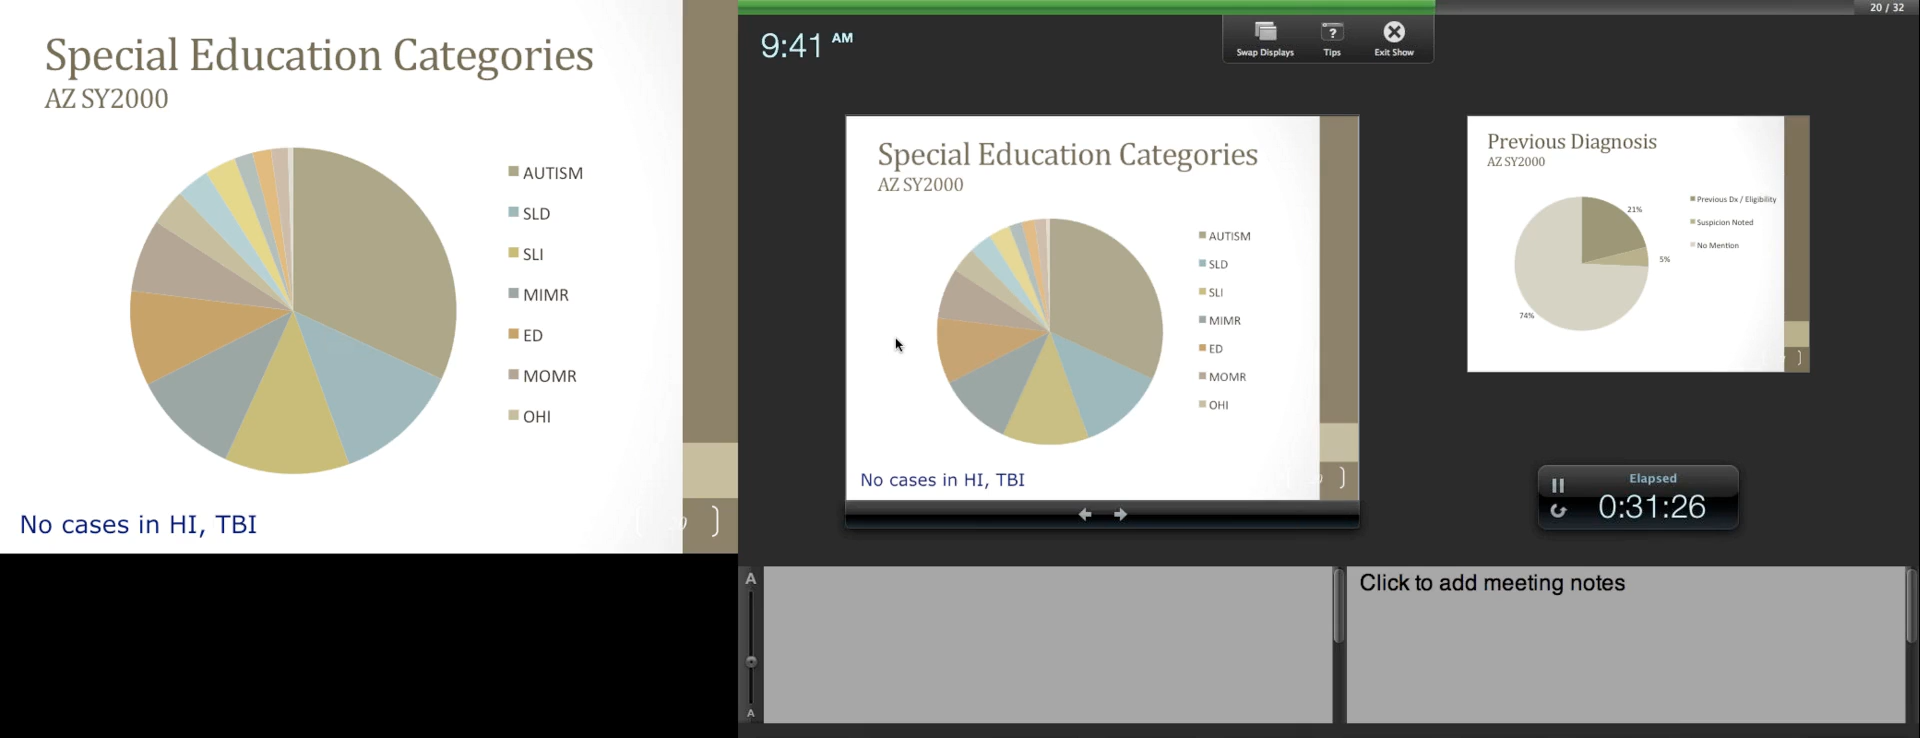 Special Education Categories
AZ SY2000
AUTISM
SLD
SLI
MIMR
ED
MOMR
OHI
No cases in HI, TBI
20 / 32
9:41 AM
Swap Displays
Tips
Exit Show
Special Education Categories
AZ SY2000
AUTISM
SLD
SLI
MIMR
ED
MOMR
OHI
No cases in HI, TBI
Previous Diagnosis
AZ SY2000
Previous Dx / Eligibility
Suspicion Noted
No Mention
21%
5%
74%
Elapsed
0:31:26
A
A
Click to add meeting notes